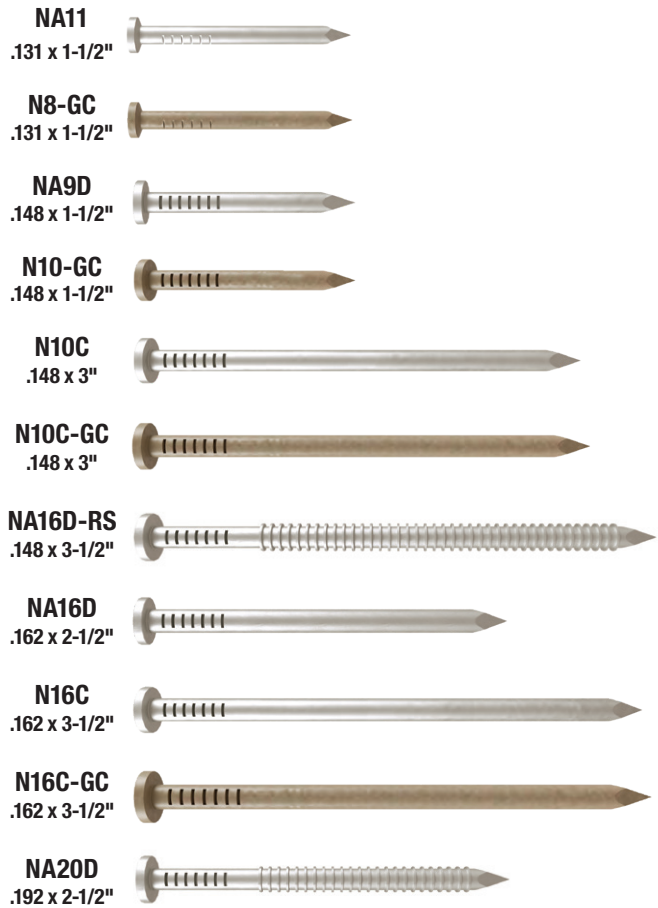 NA11
.131 x 1-1/2"
N8-GC
.131 x 1-1/2"
NA9D
.148 x 1-1/2"
N10-GC
.148 x 1-1/2"
N10C
.148 x 3"
N10C-GC
.148 x 3"
NA16D-RS
.148 x 3-1/2"
NA16D
.162 x 2-1/2"
N16C
.162 x 3-1/2"
N16C-GC
.162 x 3-1/2"
NA20D
.192 x 2-1/2"